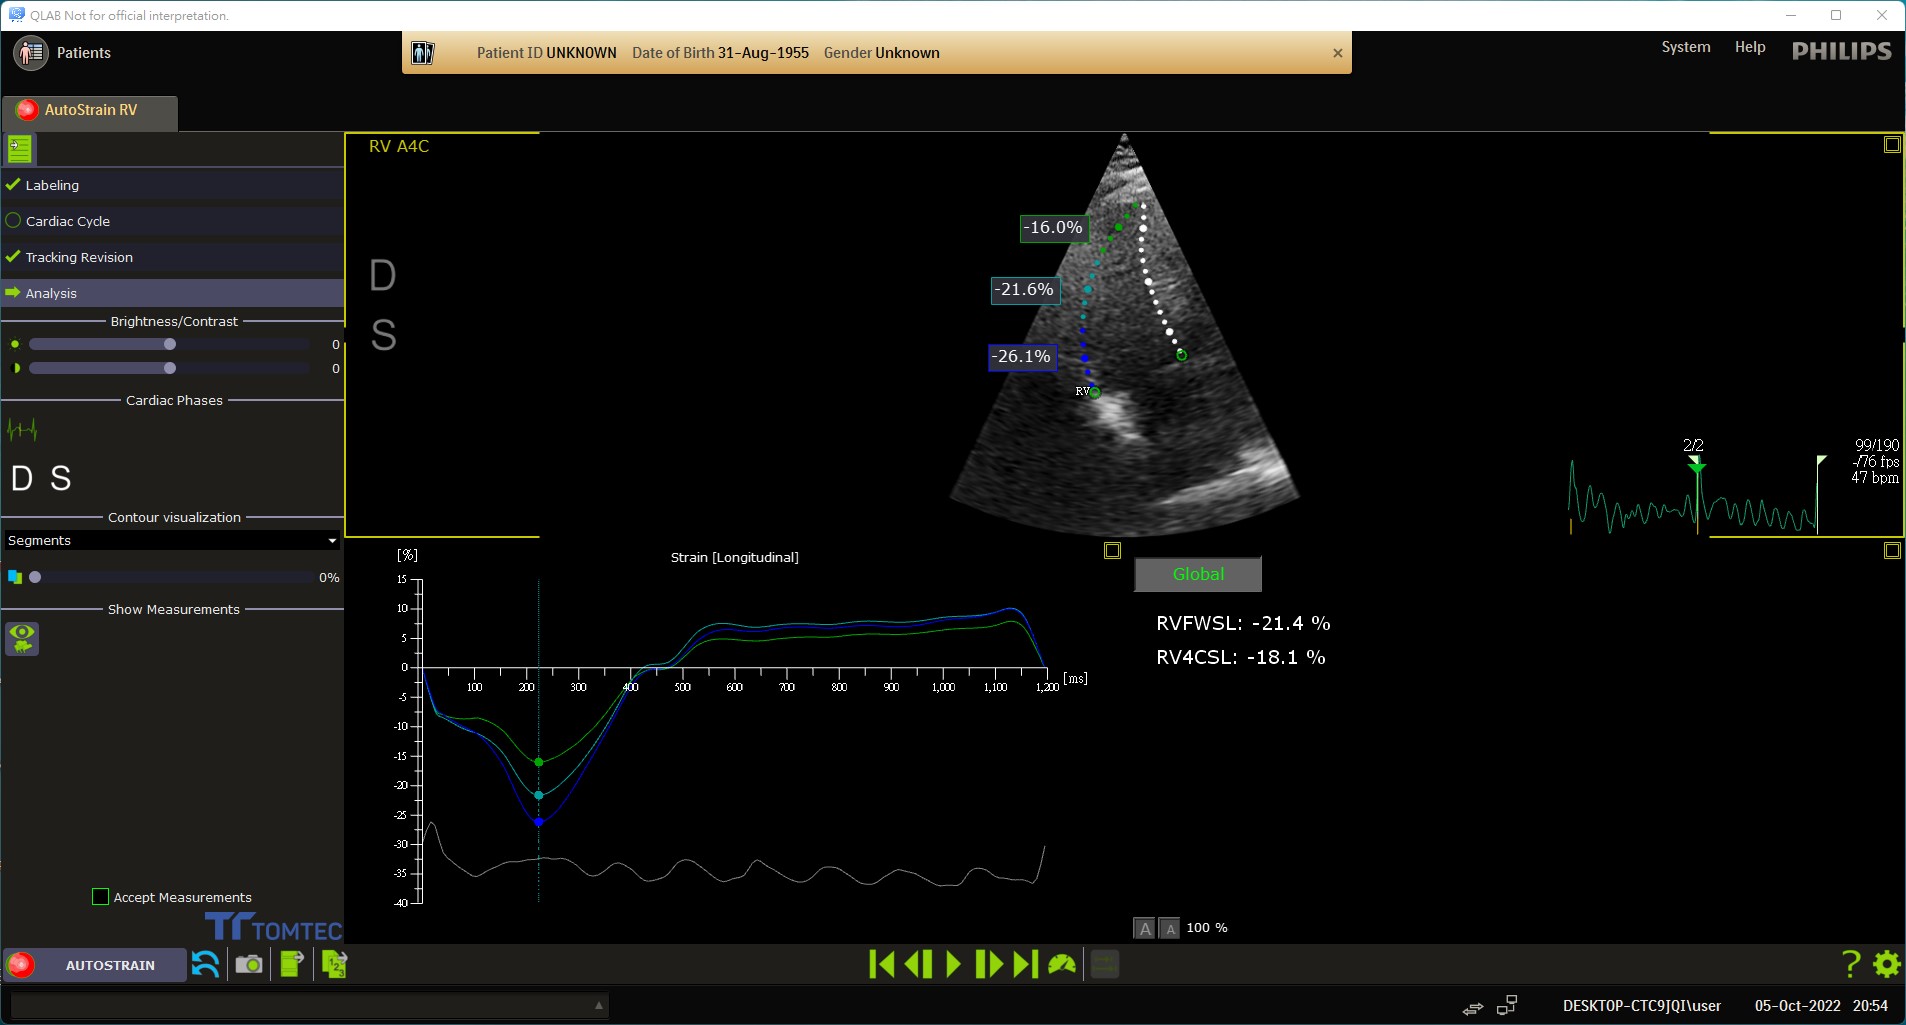 QLAB Not for official interpretation.
Patients
Patient ID UNKNOWN Date of Birth 31-Aug-1955 Gender Unknown
System Help PHILIPS
AutoStrain RV
RV A4C
Labeling
Cardiac Cycle
Tracking Revision
Analysis
Brightness/Contrast
0
0
Cardiac Phases
D S
Contour visualization
Segments
0%
Show Measurements
Accept Measurements
TOMTEC
D
S
-16.0%
-21.6%
-26.1%
RV
2/2
99/190
-/76 fps
47 bpm
[%]
Strain [Longitudinal]
15
10
5
0
-5
-10
-15
-20
-25
-30
-35
-40
100 200 300 400 500 600 700 800 900 1,000 1,100 1,200 [ms]
Global
RVFWSL: -21.4 %
RV4CSL: -18.1 %
A A 100 %
AUTOSTRAIN
1 2 3
?
DESKTOP-CTC9JQI\user 05-Oct-2022 20:54